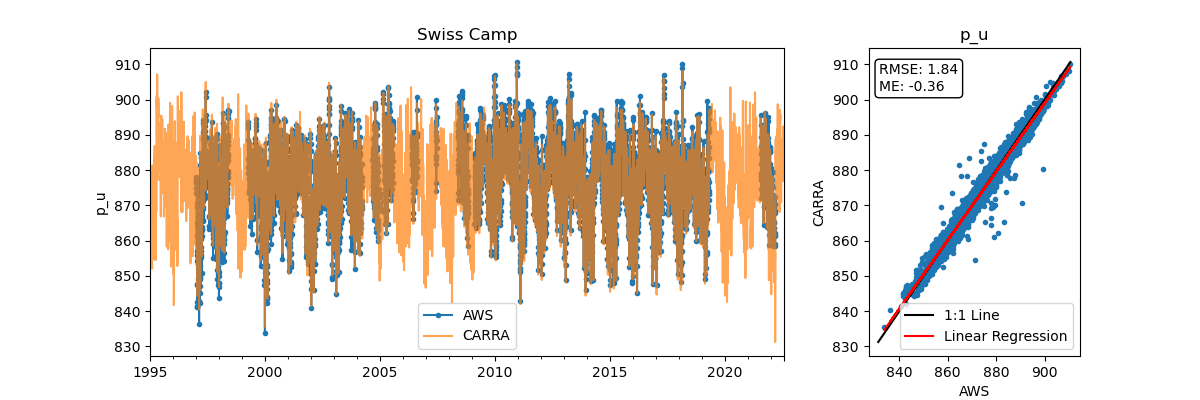 Swiss Camp
p_u
910
900
890
880
870
860
850
840
830
p_u
1995
2000
2005
2010
2015
2020
AWS
CARRA
p_u
RMSE: 1.84
ME: -0.36
910
900
890
880
870
860
850
840
830
CARRA
1:1 Line
Linear Regression
840
860
880
900
AWS